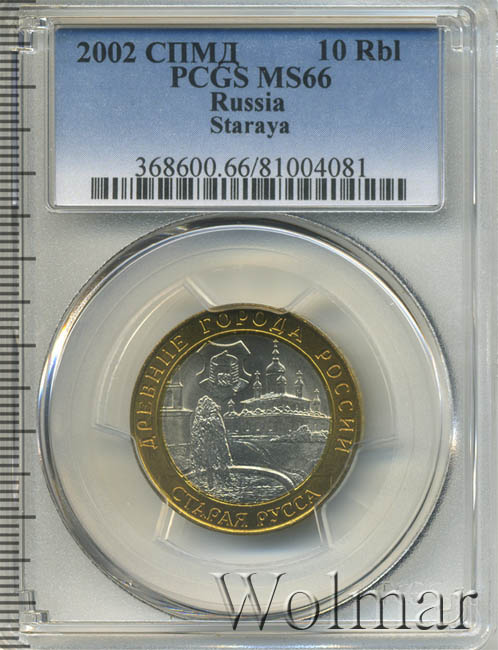 2002 СПМД 10 Rbl
PCGS MS66
Russia
Staraya
368600.66/81004081
ДРЕВНИЕ ГОРОДА РОССИИ
СТАРАЯ РУССА
Wolmar